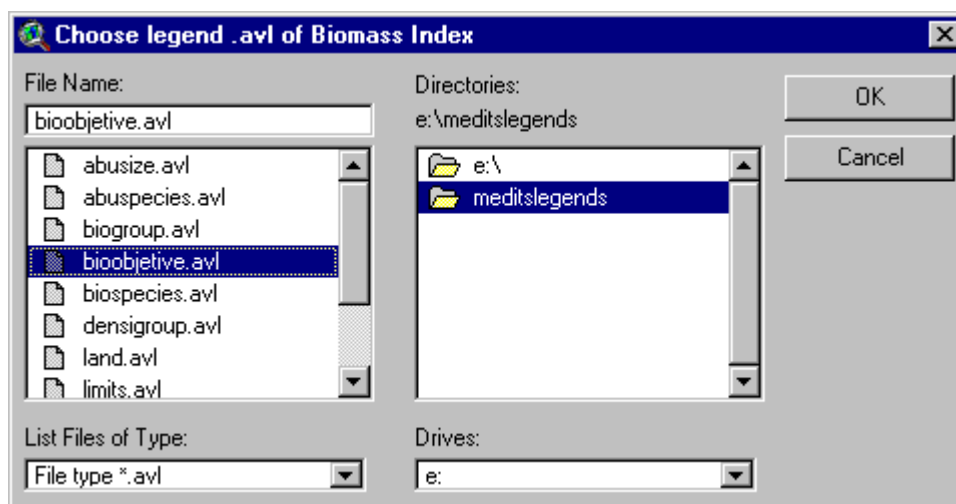 Choose legend .avl of Biomass Index
File Name:
bioobjetive.avl
abusize.avl
abuspecies.avl
biogroup.avl
bioobjetive.avl
biospecies.avl
densigroup.avl
land.avl
limits.avl
List Files of Type:
File type *.avl
Directories:
e:\meditslegends
e:\
meditslegends
Drives:
e:
OK
Cancel